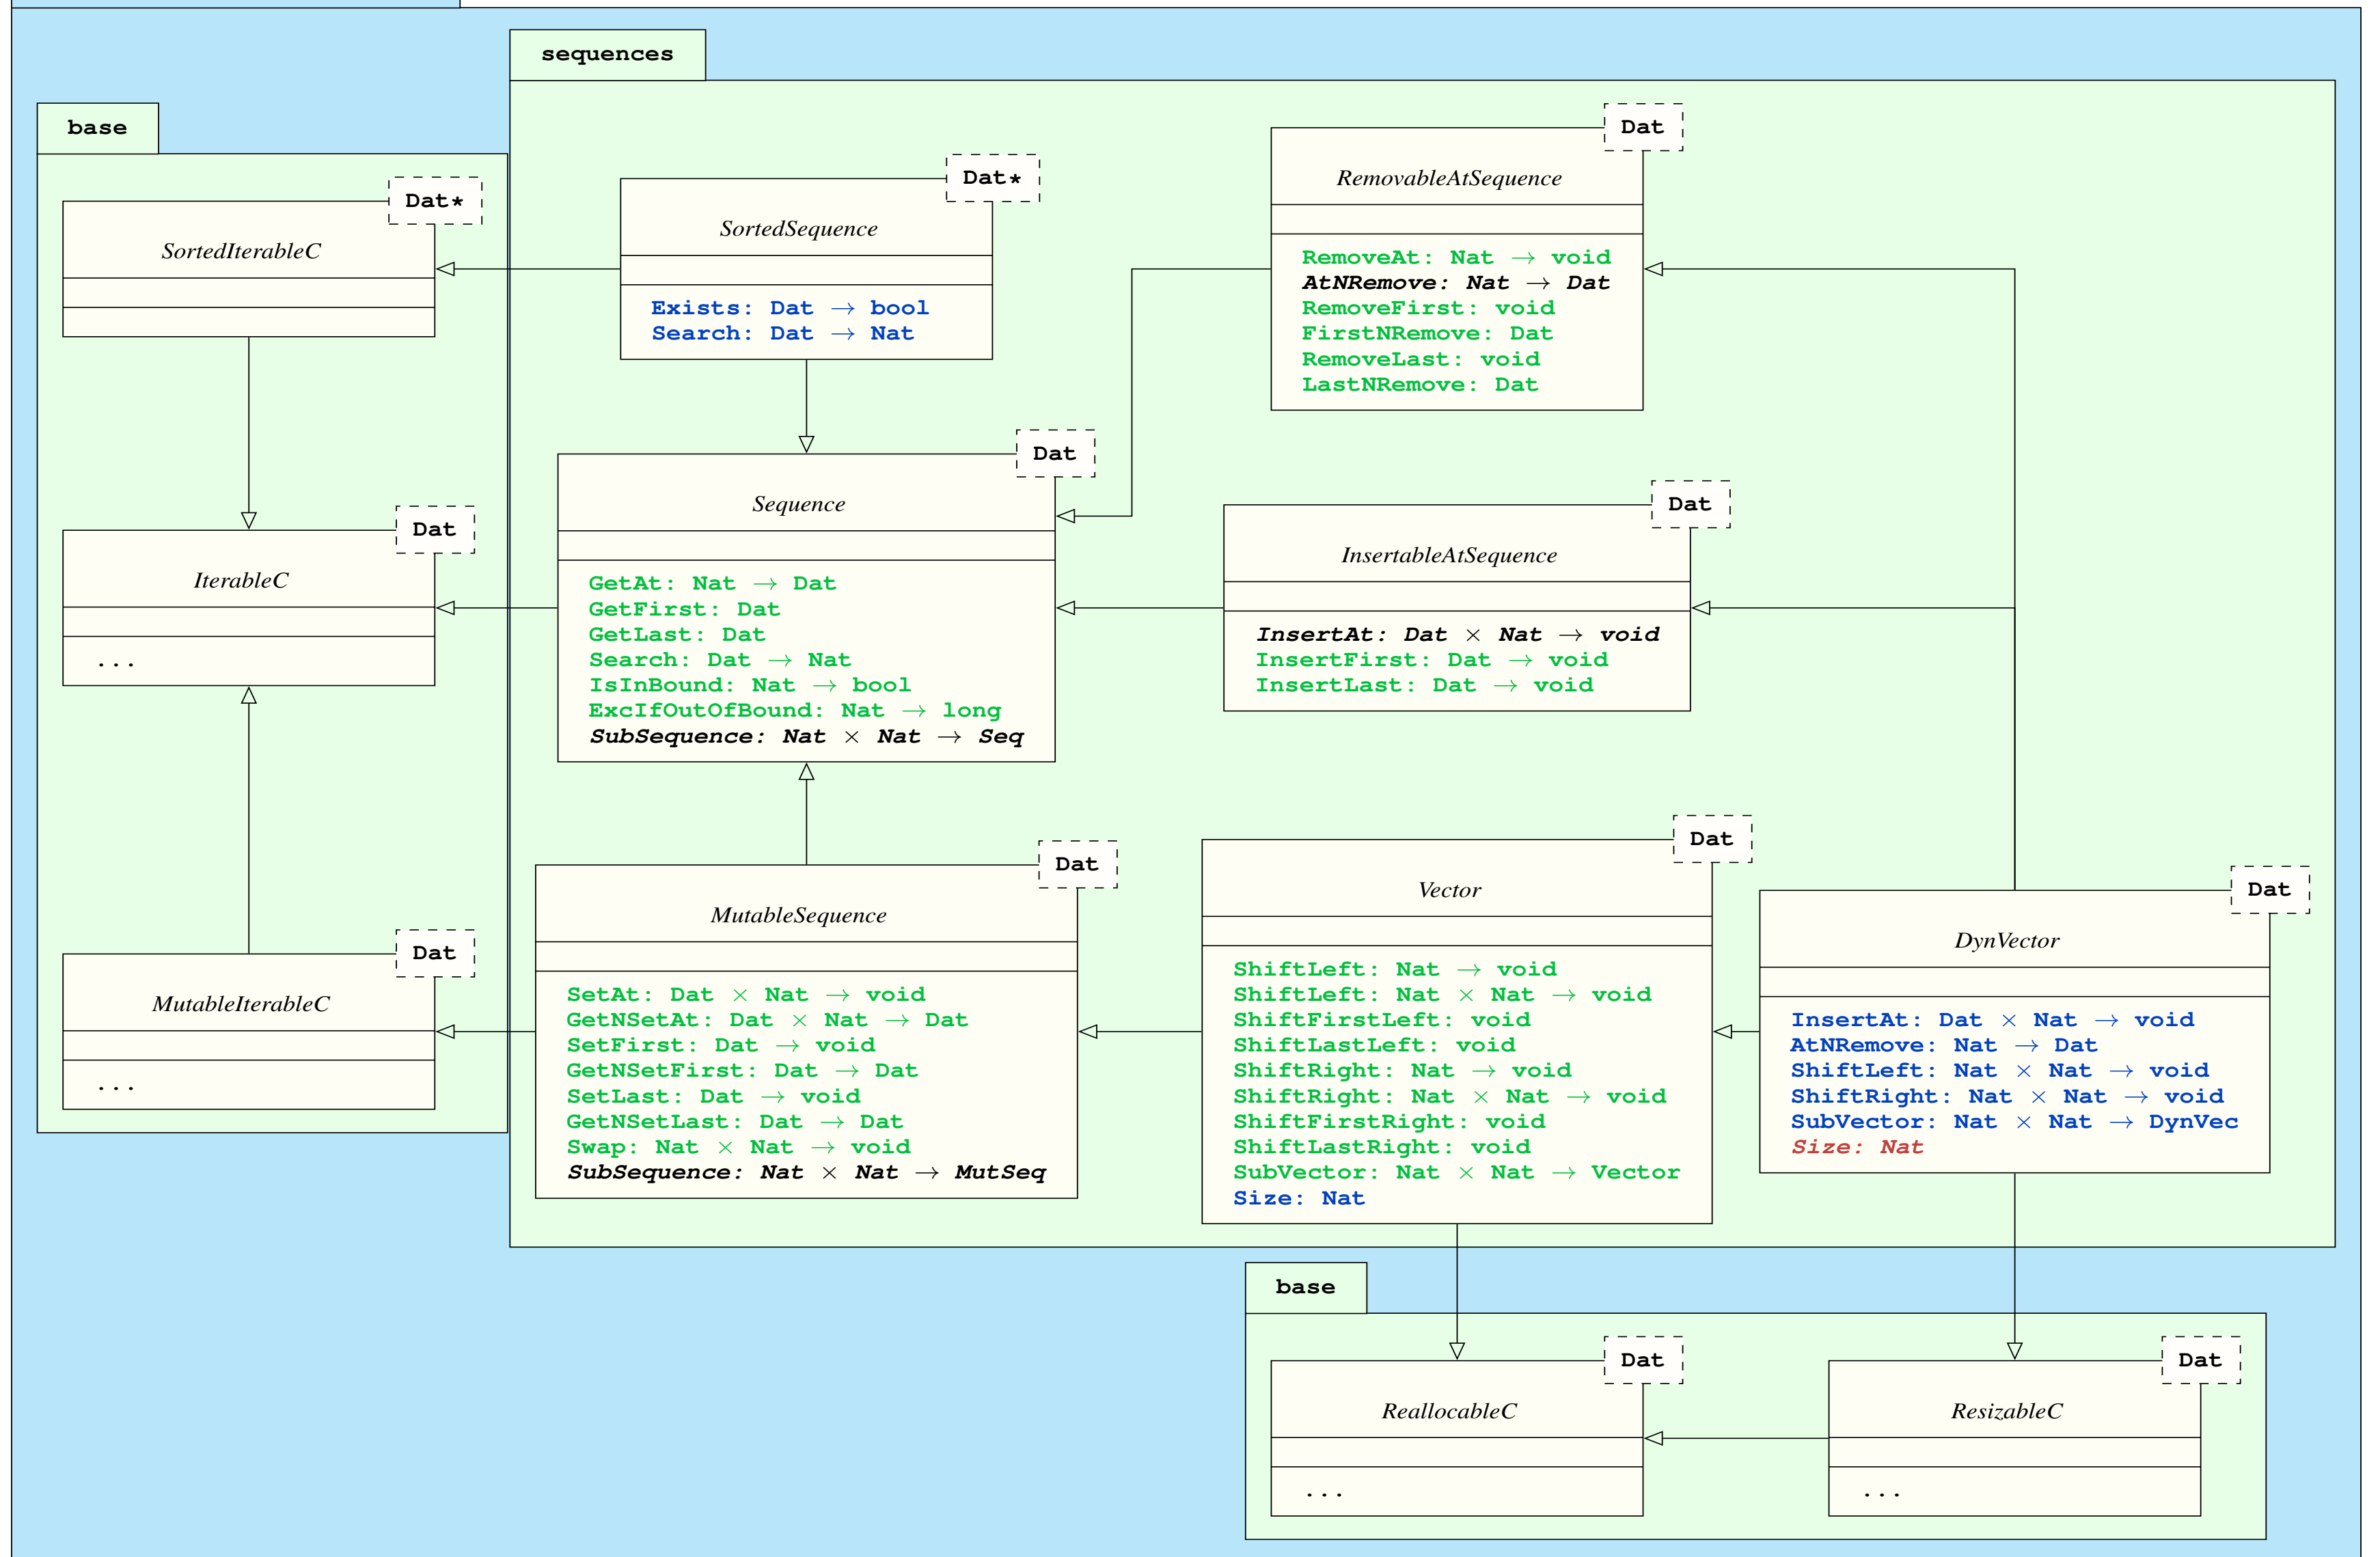 sequences
base
Dat*
SortedIterableC
Dat
IterableC
...
Dat
MutableIterableC
...
Dat*
SortedSequence
Exists: Dat → bool
Search: Dat → Nat
Dat
Sequence
GetAt: Nat → Dat
GetFirst: Dat
GetLast: Dat
Search: Dat → Nat
IsInBound: Nat → bool
ExcIfOutOfBound: Nat → long
SubSequence: Nat × Nat → Seq
Dat
MutableSequence
SetAt: Dat × Nat → void
GetNSetAt: Dat × Nat → Dat
SetFirst: Dat → void
GetNSetFirst: Dat → Dat
SetLast: Dat → void
GetNSetLast: Dat → Dat
Swap: Nat × Nat → void
SubSequence: Nat × Nat → MutSeq
Dat
RemovableAtSequence
RemoveAt: Nat → void
AtNRemove: Nat → Dat
RemoveFirst: void
FirstNRemove: Dat
RemoveLast: void
LastNRemove: Dat
Dat
InsertableAtSequence
InsertAt: Dat × Nat → void
InsertFirst: Dat → void
InsertLast: Dat → void
Dat
Vector
ShiftLeft: Nat → void
ShiftLeft: Nat × Nat → void
ShiftFirstLeft: void
ShiftLastLeft: void
ShiftRight: Nat → void
ShiftRight: Nat × Nat → void
ShiftFirstRight: void
ShiftLastRight: void
SubVector: Nat × Nat → Vector
Size: Nat
Dat
DynVector
InsertAt: Dat × Nat → void
AtNRemove: Nat → Dat
ShiftLeft: Nat × Nat → void
ShiftRight: Nat × Nat → void
SubVector: Nat × Nat → DynVec
Size: Nat
base
Dat
ReallocableC
...
Dat
ResizableC
...